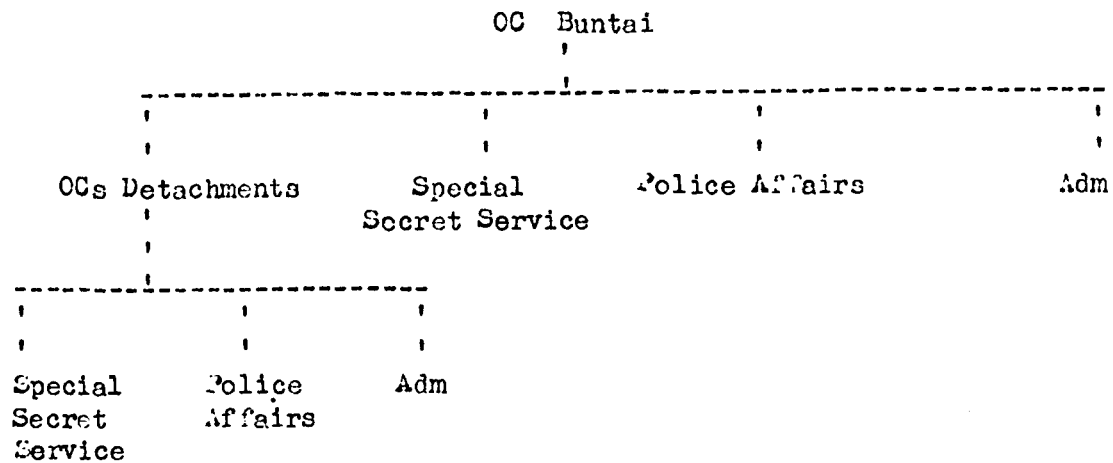 OC Buntai
OCs Detachments Special Police Affairs Adm
Secret Service
Special Police Adm
Secret Affairs
Service